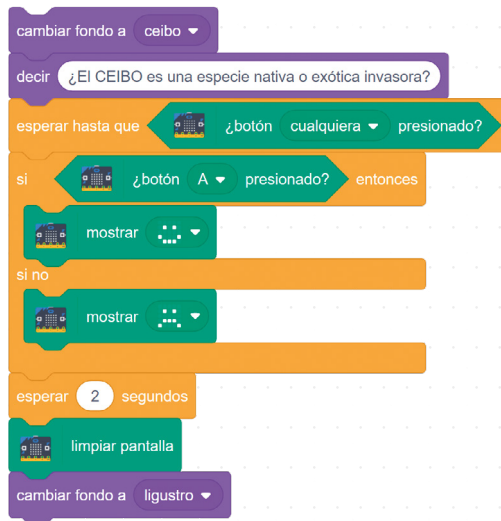 cambiar fondo a ceibo
decir ¿El CEIBO es una especie nativa o exótica invasora?
esperar hasta que ¿botón cualquiera presionado?
si ¿botón A presionado? entonces
mostrar
si no
mostrar
esperar 2 segundos
limpiar pantalla
cambiar fondo a ligustro